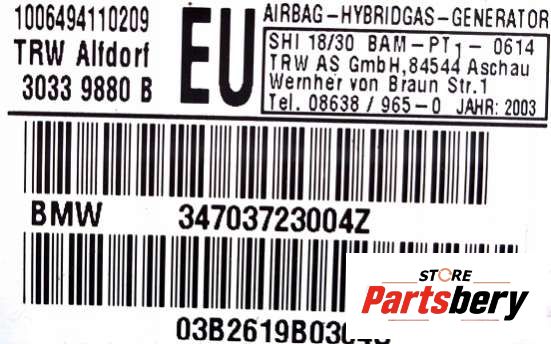 1006494110209
TRW Alfdorf
3033 9880 B
EU
AIRBAG-HYBRIDGAS-GENERATOR
SHI 18/30 BAM-PT1-0614
TRW AS GmbH,84544 Aschau
Wernher von Braun Str.1
Tel. 08638 / 965-0 JAHR: 2003
BMW 34703723004Z
STORE
Partsbery